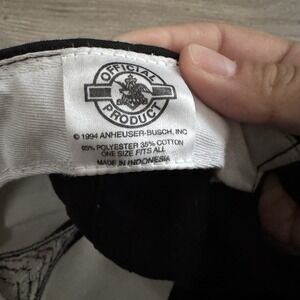 OFFICIAL
PRODUCT
© 1994 ANHEUSER-BUSCH, INC
65% POLYESTER 35% COTTON
ONE SIZE FITS ALL
MADE IN INDONESIA